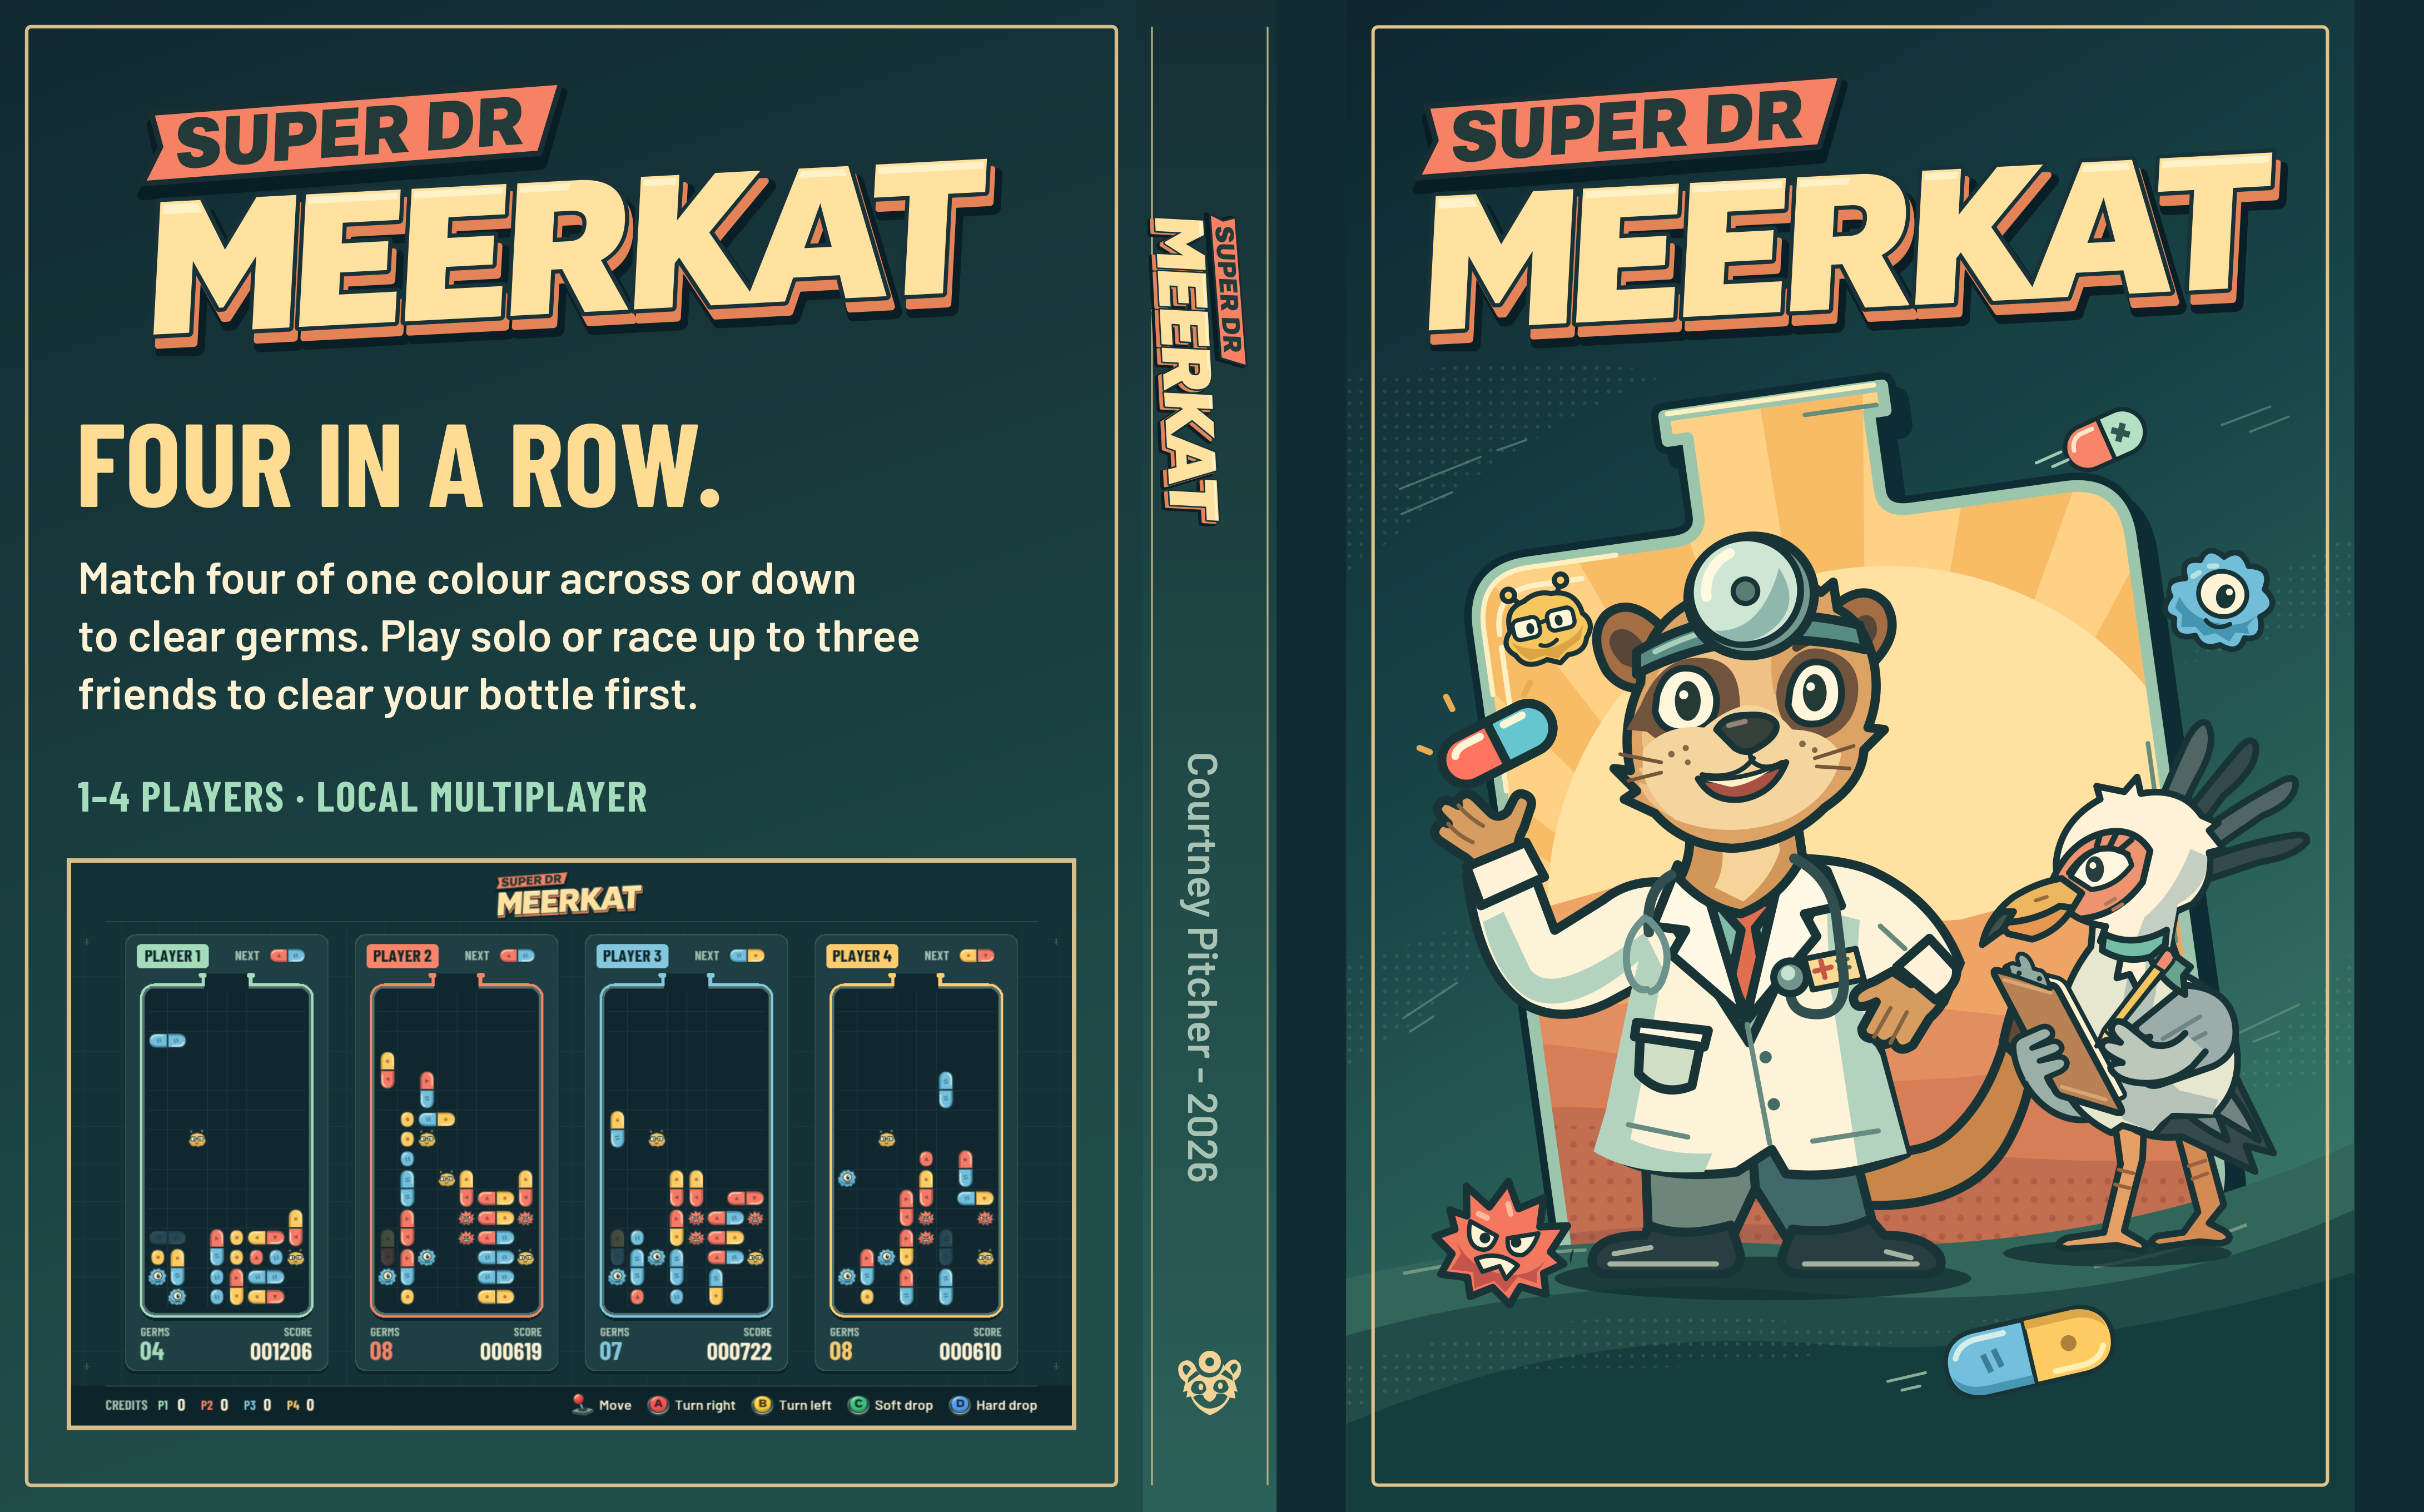 SUPER DR
MEERKAT
FOUR IN A ROW.
Match four of one colour across or down
to clear germs. Play solo or race up to three
friends to clear your bottle first.
1–4 PLAYERS · LOCAL MULTIPLAYER
SUPER DR
MEERKAT
PLAYER 1 NEXT
PLAYER 2 NEXT
PLAYER 3 NEXT
PLAYER 4 NEXT
GERMS SCORE
04 001206
GERMS SCORE
08 000619
GERMS SCORE
07 000722
GERMS SCORE
08 000610
CREDITS P1 0 P2 0 P3 0 P4 0
Move A Turn right B Turn left C Soft drop D Hard drop
SUPER DR
MEERKAT
Courtney Pitcher - 2026
SUPER DR
MEERKAT